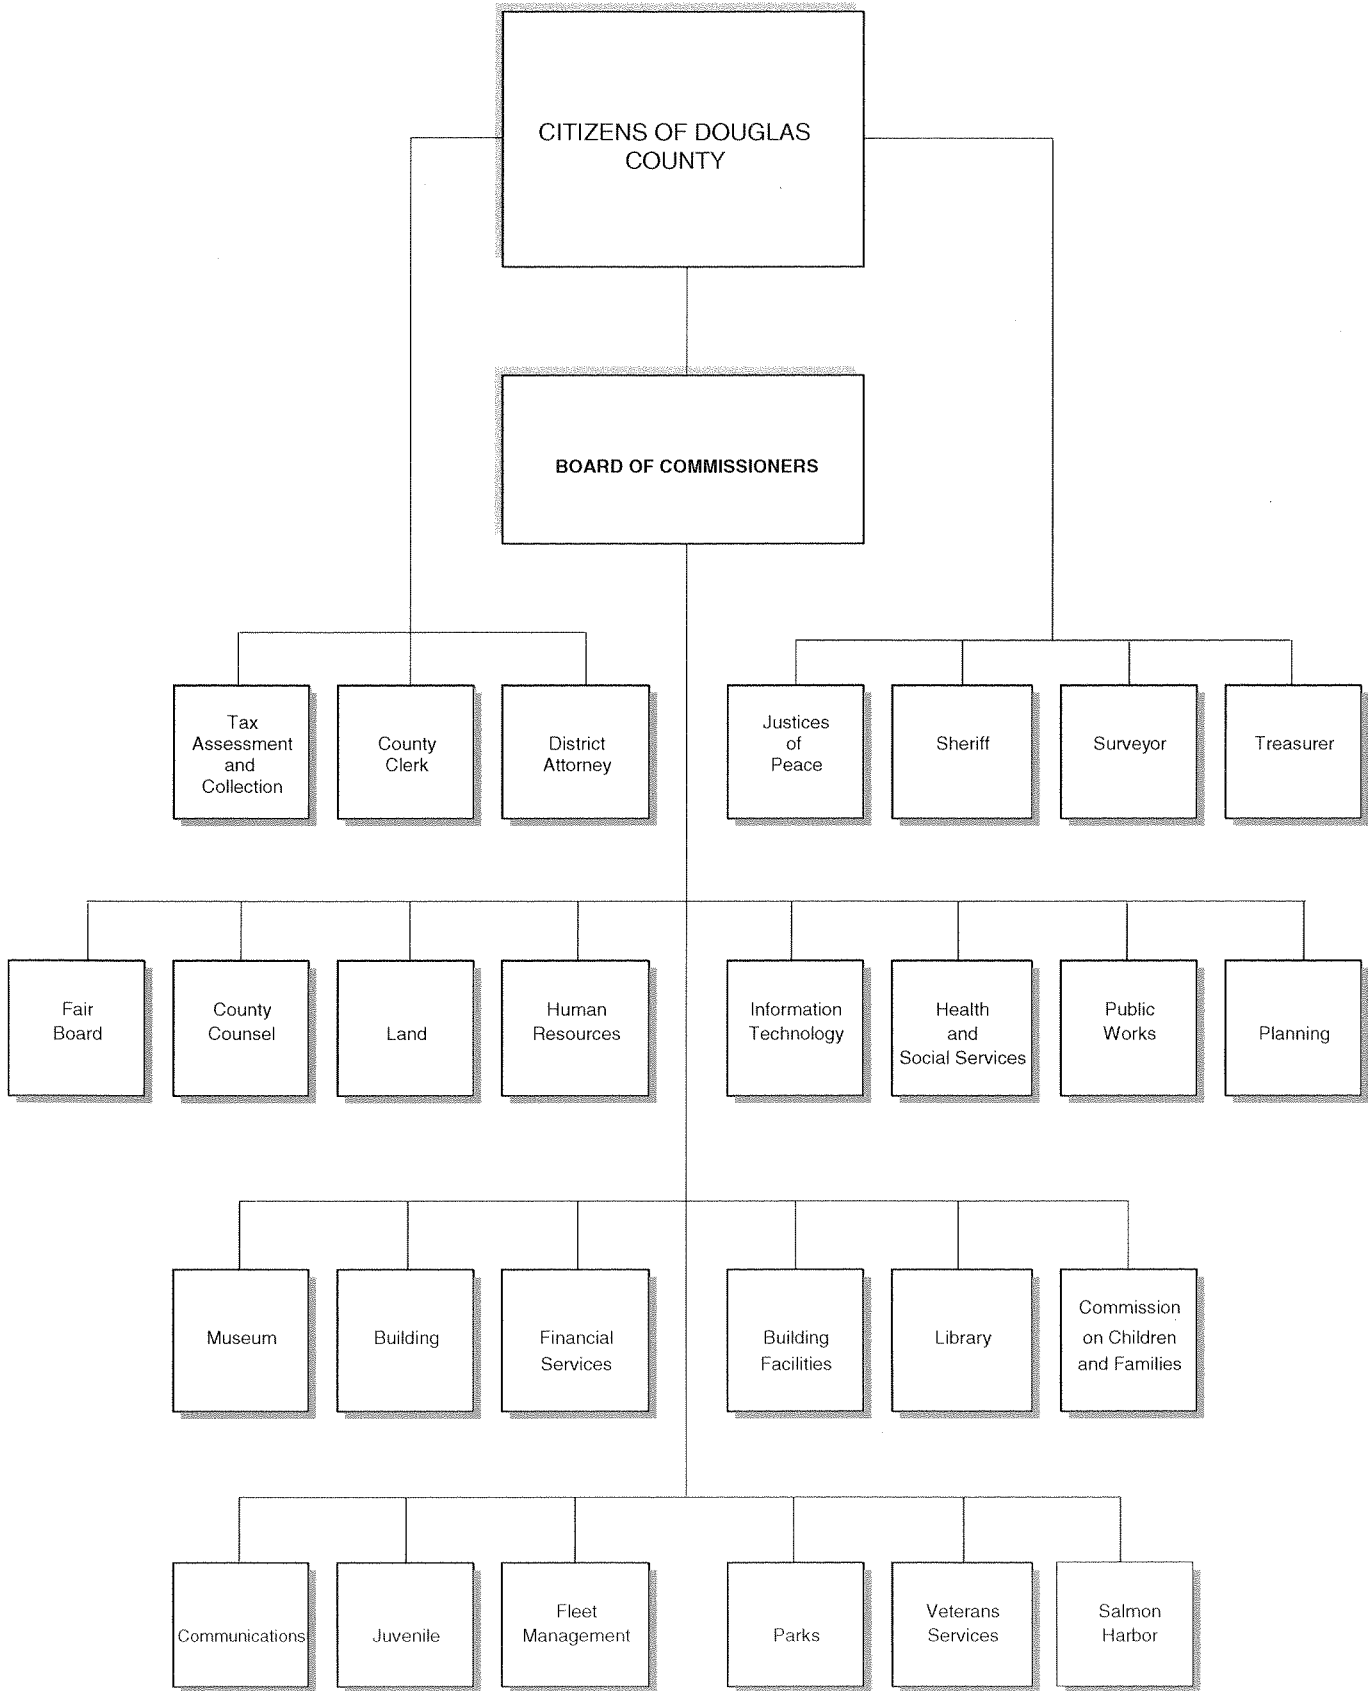 CITIZENS OF DOUGLAS
COUNTY
BOARD OF COMMISSIONERS
Tax
Assessment
and
Collection
County
Clerk
District
Attorney
Justices
of
Peace
Sheriff
Surveyor
Treasurer
Fair
Board
County
Counsel
Land
Human
Resources
Information
Technology
Health
and
Social Services
Public
Works
Planning
Museum
Building
Financial
Services
Building
Facilities
Library
Commission
on Children
and Families
Communications
Juvenile
Fleet
Management
Parks
Veterans
Services
Salmon
Harbor